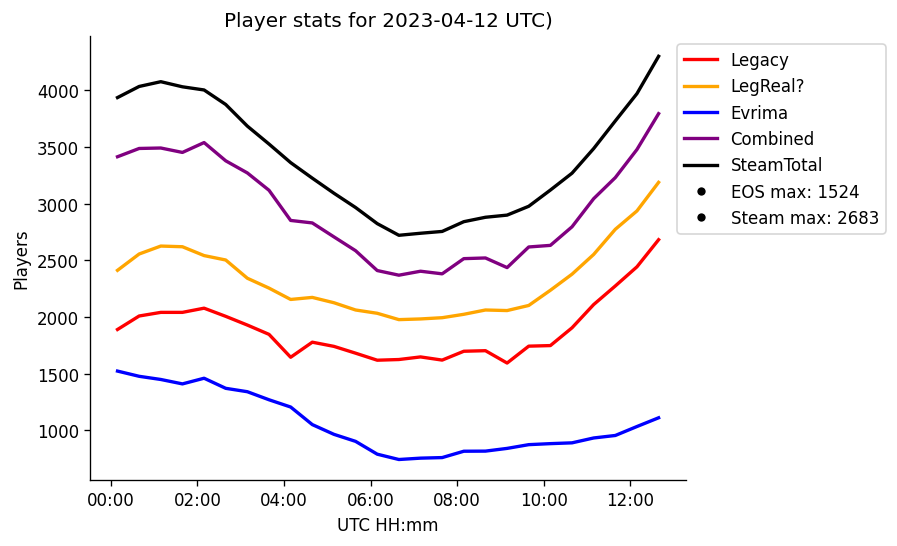 Player stats for 2023-04-12 UTC)
Legacy
LegReal?
Evrima
Combined
SteamTotal
EOS max: 1524
Steam max: 2683
Players
4000
3500
3000
2500
2000
1500
1000
00:00 02:00 04:00 06:00 08:00 10:00 12:00
UTC HH:mm